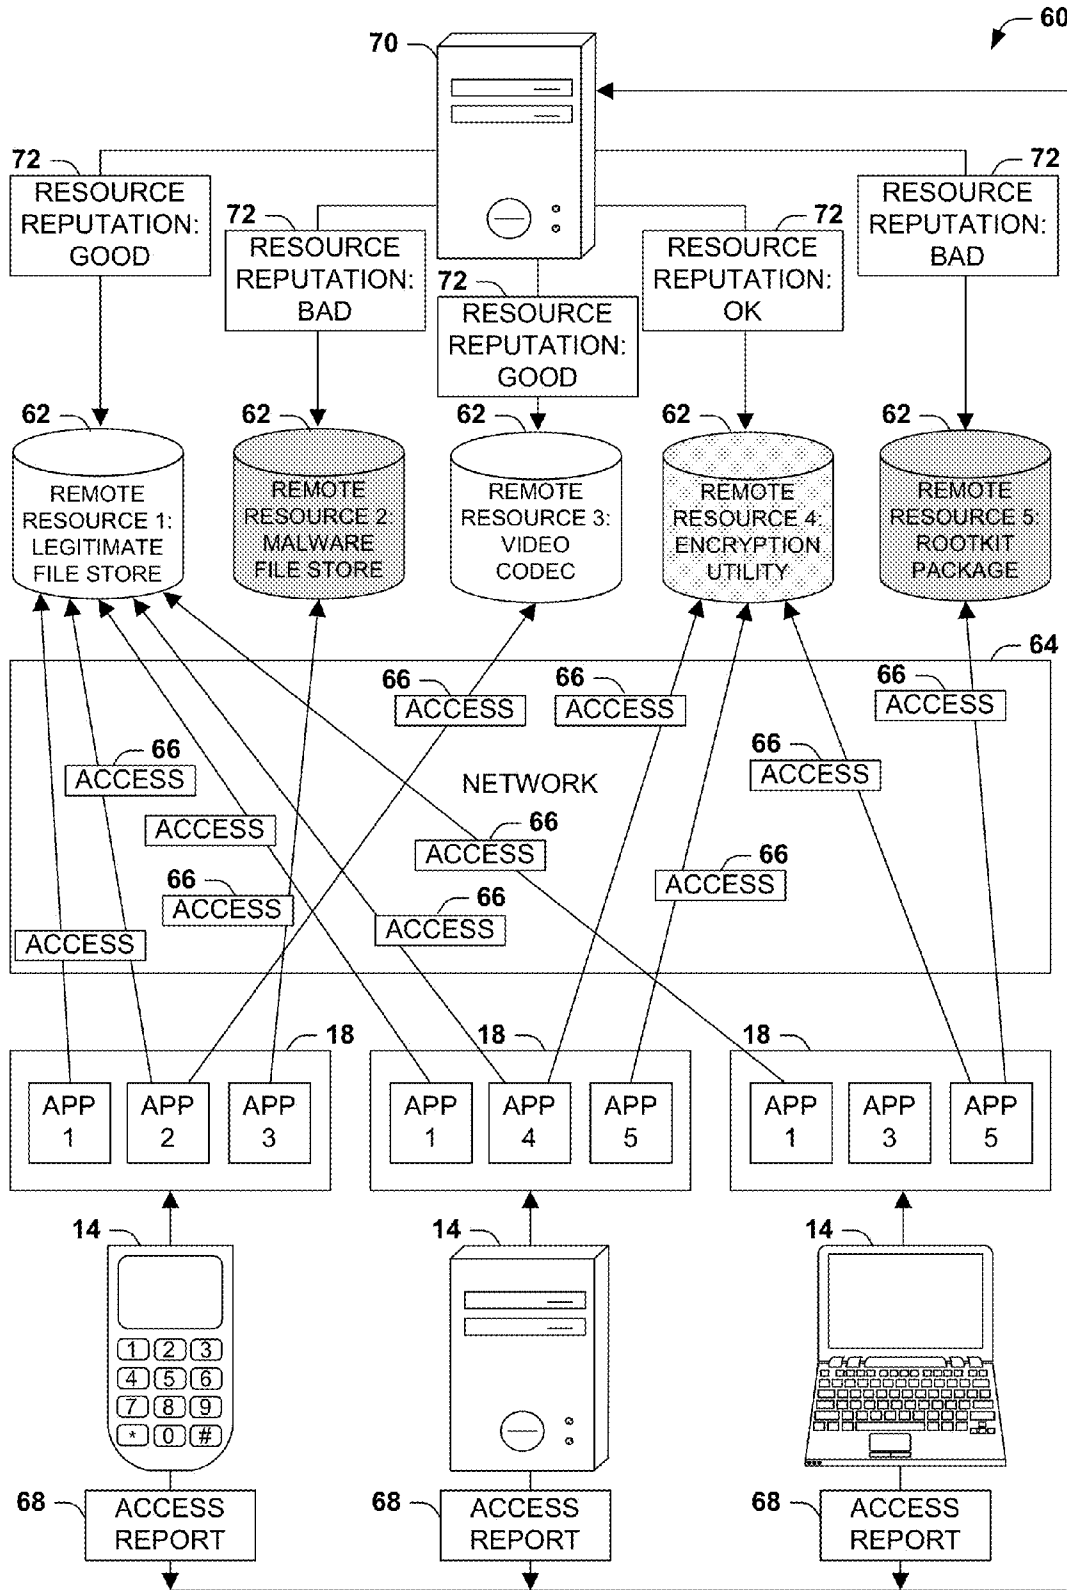 60
70
72
RESOURCE
REPUTATION:
GOOD
72
RESOURCE
REPUTATION:
BAD
72
RESOURCE
REPUTATION:
GOOD
72
RESOURCE
REPUTATION:
OK
72
RESOURCE
REPUTATION:
BAD
62
REMOTE
RESOURCE 1:
LEGITIMATE
FILE STORE
62
REMOTE
RESOURCE 2:
MALWARE
FILE STORE
62
REMOTE
RESOURCE 3:
VIDEO
CODEC
62
REMOTE
RESOURCE 4:
ENCRYPTION
UTILITY
62
REMOTE
RESOURCE 5:
ROOTKIT
PACKAGE
64
66
ACCESS
66
ACCESS
66
ACCESS
66
ACCESS
66
ACCESS
NETWORK
ACCESS
66
ACCESS
66
ACCESS
66
ACCESS
66
ACCESS
ACCESS
18
APP
1
APP
2
APP
3
18
APP
1
APP
4
APP
5
18
APP
1
APP
3
APP
5
14
1 2 3
4 5 6
7 8 9
* 0 #
14
14
68
ACCESS
REPORT
68
ACCESS
REPORT
68
ACCESS
REPORT